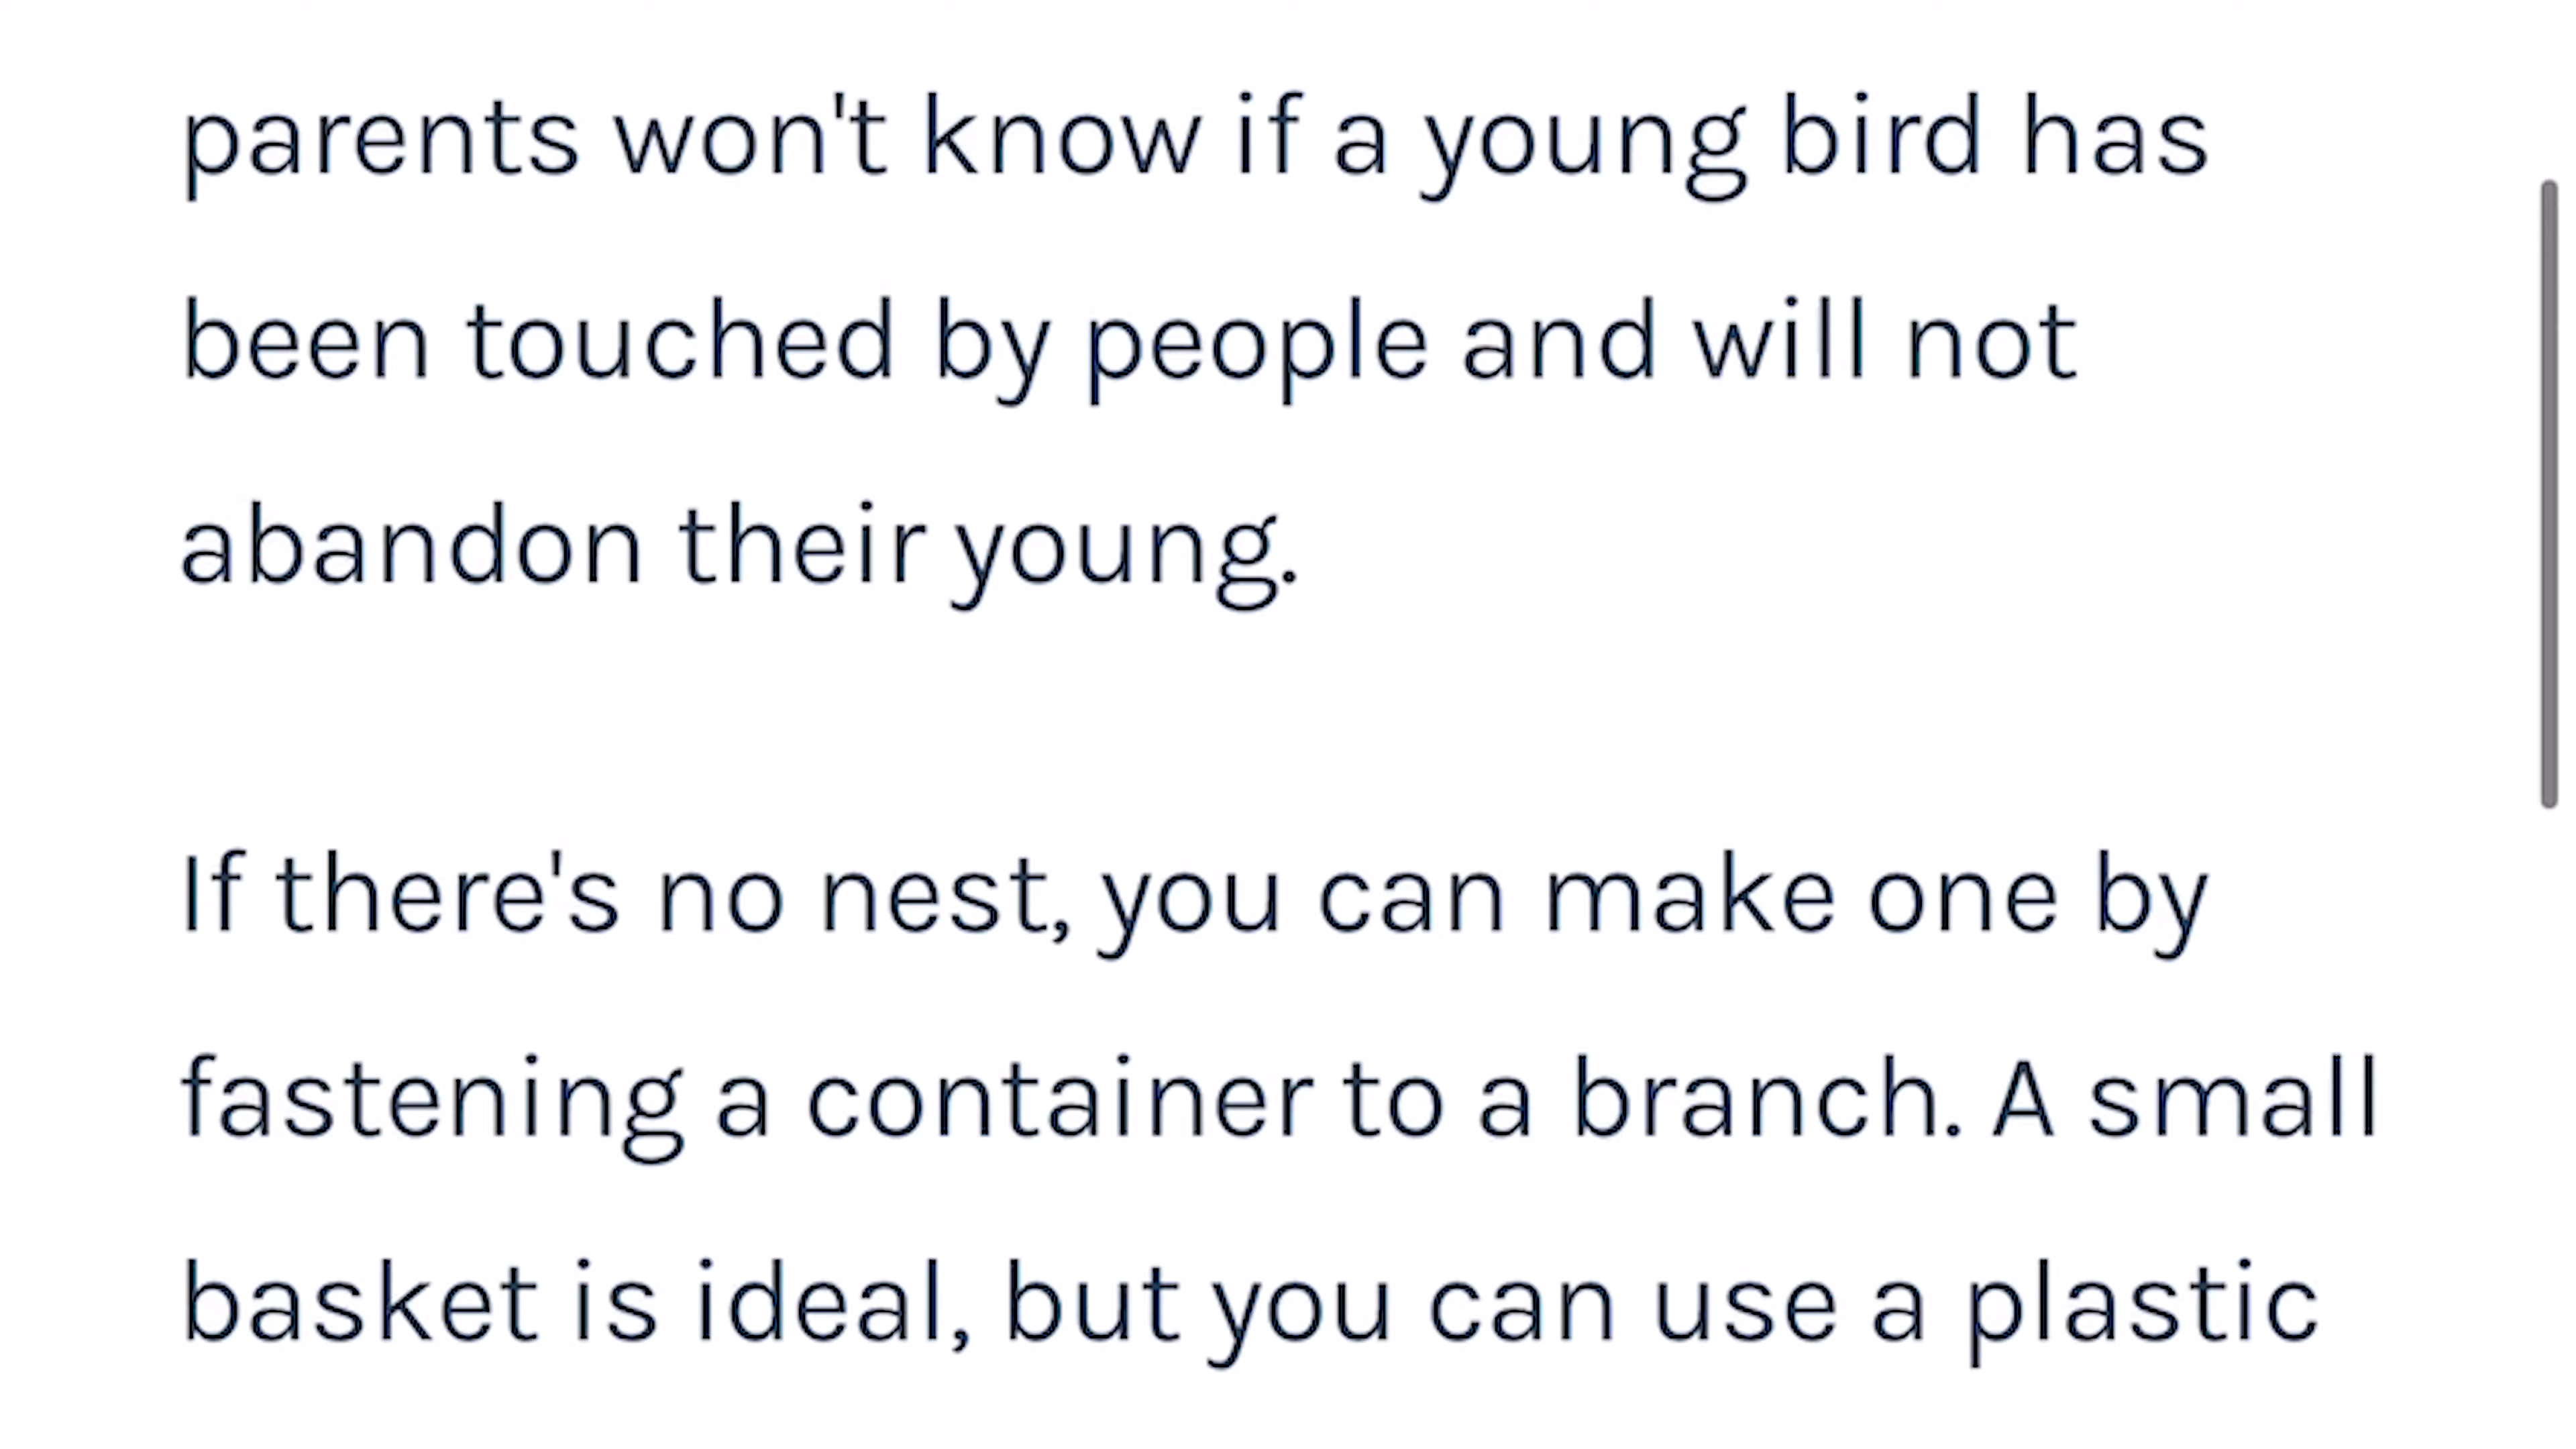 parents won't know if a young bird has
been touched by people and will not
abandon their young.
If there's no nest, you can make one by
fastening a container to a branch. A small
basket is ideal, but you can use a plastic